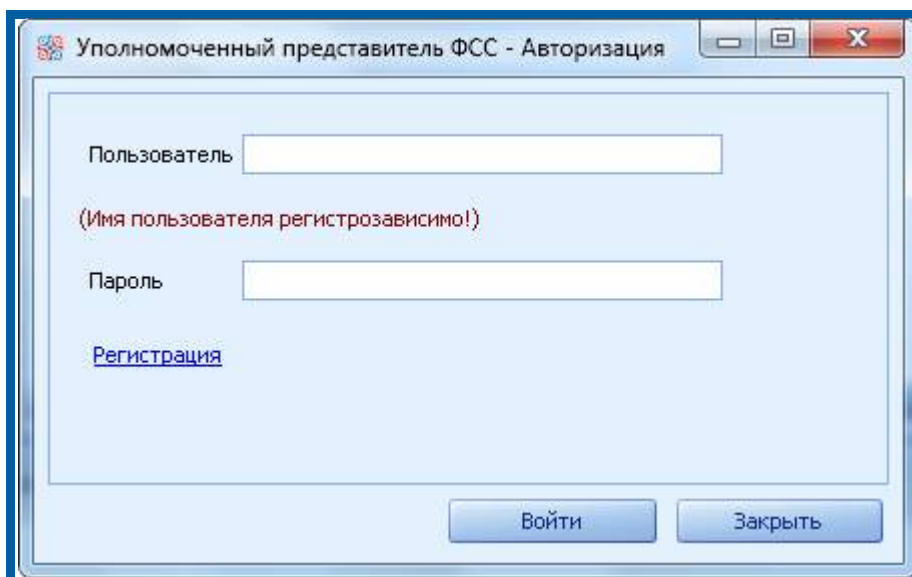 Уполномоченный представитель ФСС - Авторизация
Пользователь
(Имя пользователя регистрозависимо!)
Пароль
Регистрация
Войти Закрыть